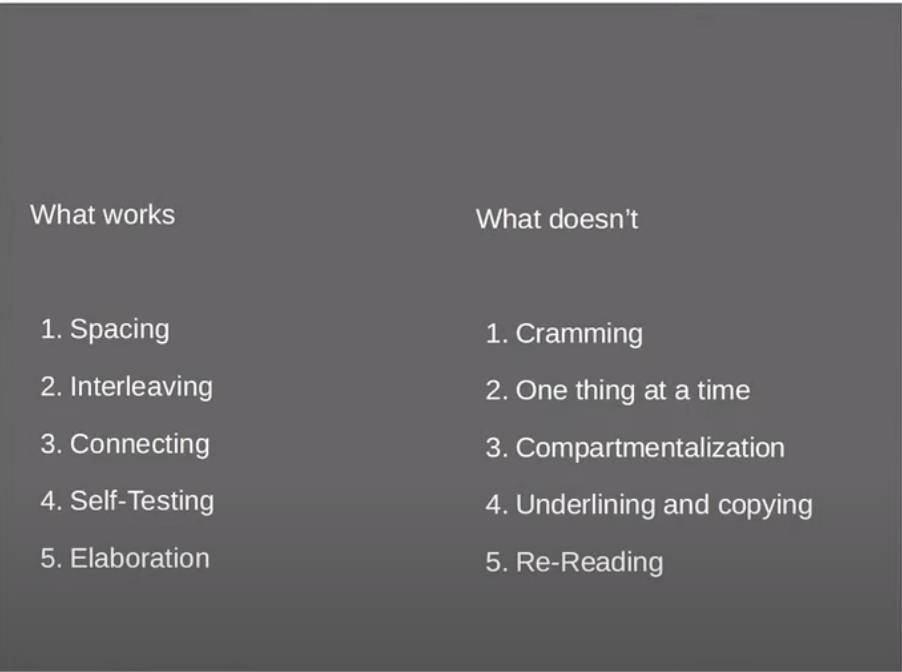 What works
1. Spacing
2. Interleaving
3. Connecting
4. Self-Testing
5. Elaboration
What doesn’t
1. Cramming
2. One thing at a time
3. Compartmentalization
4. Underlining and copying
5. Re-Reading